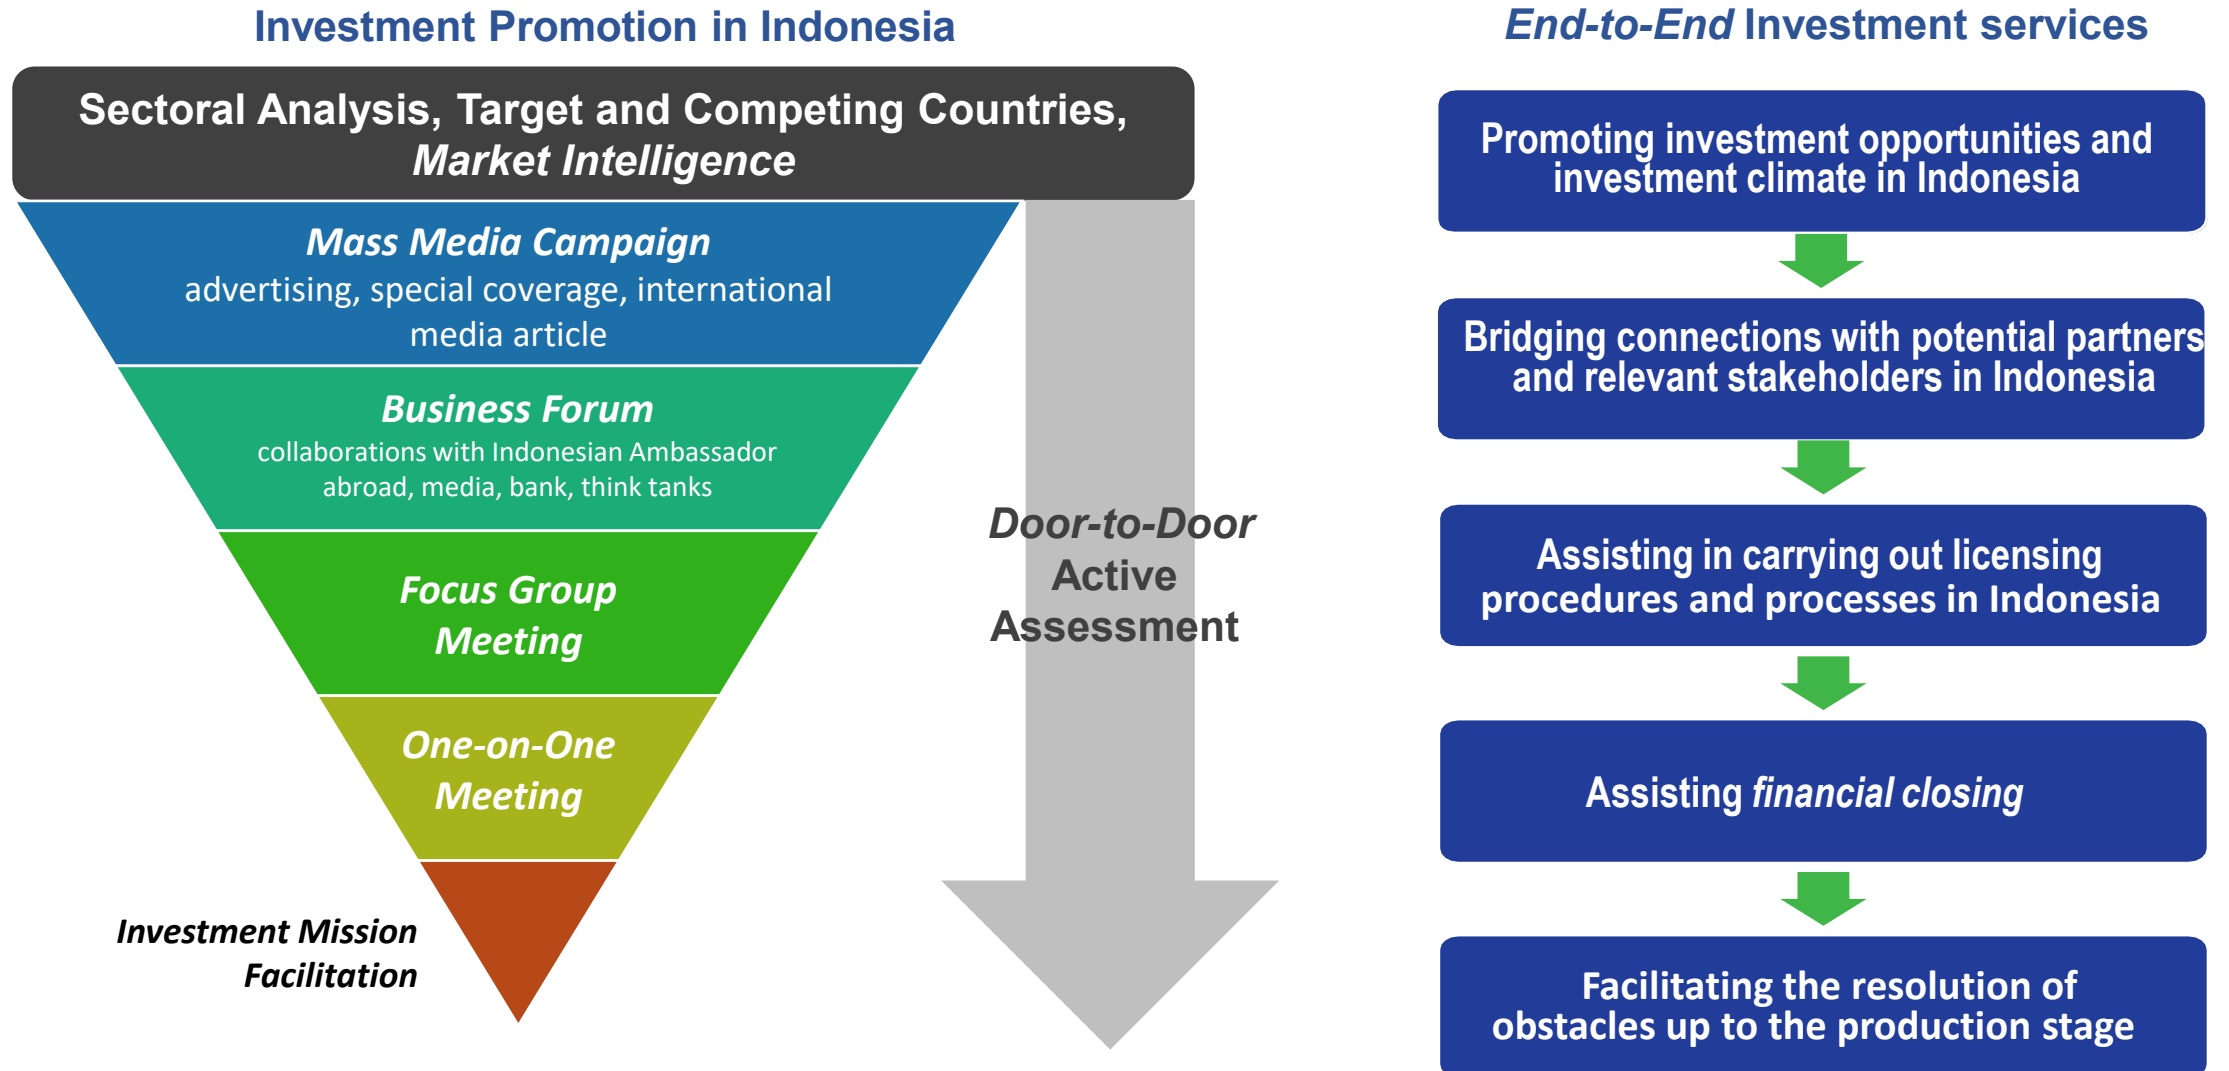 Investment Promotion in Indonesia
Sectoral Analysis, Target and Competing Countries,
Market Intelligence
Mass Media Campaign
advertising, special coverage, international
media article
Business Forum
collaborations with Indonesian Ambassador
abroad, media, bank, think tanks
Focus Group
Meeting
One-on-One
Meeting
Investment Mission
Facilitation
Door-to-Door
Active
Assessment
End-to-End Investment services
Promoting investment opportunities and
investment climate in Indonesia
Bridging connections with potential partners
and relevant stakeholders in Indonesia
Assisting in carrying out licensing
procedures and processes in Indonesia
Assisting financial closing
Facilitating the resolution of
obstacles up to the production stage